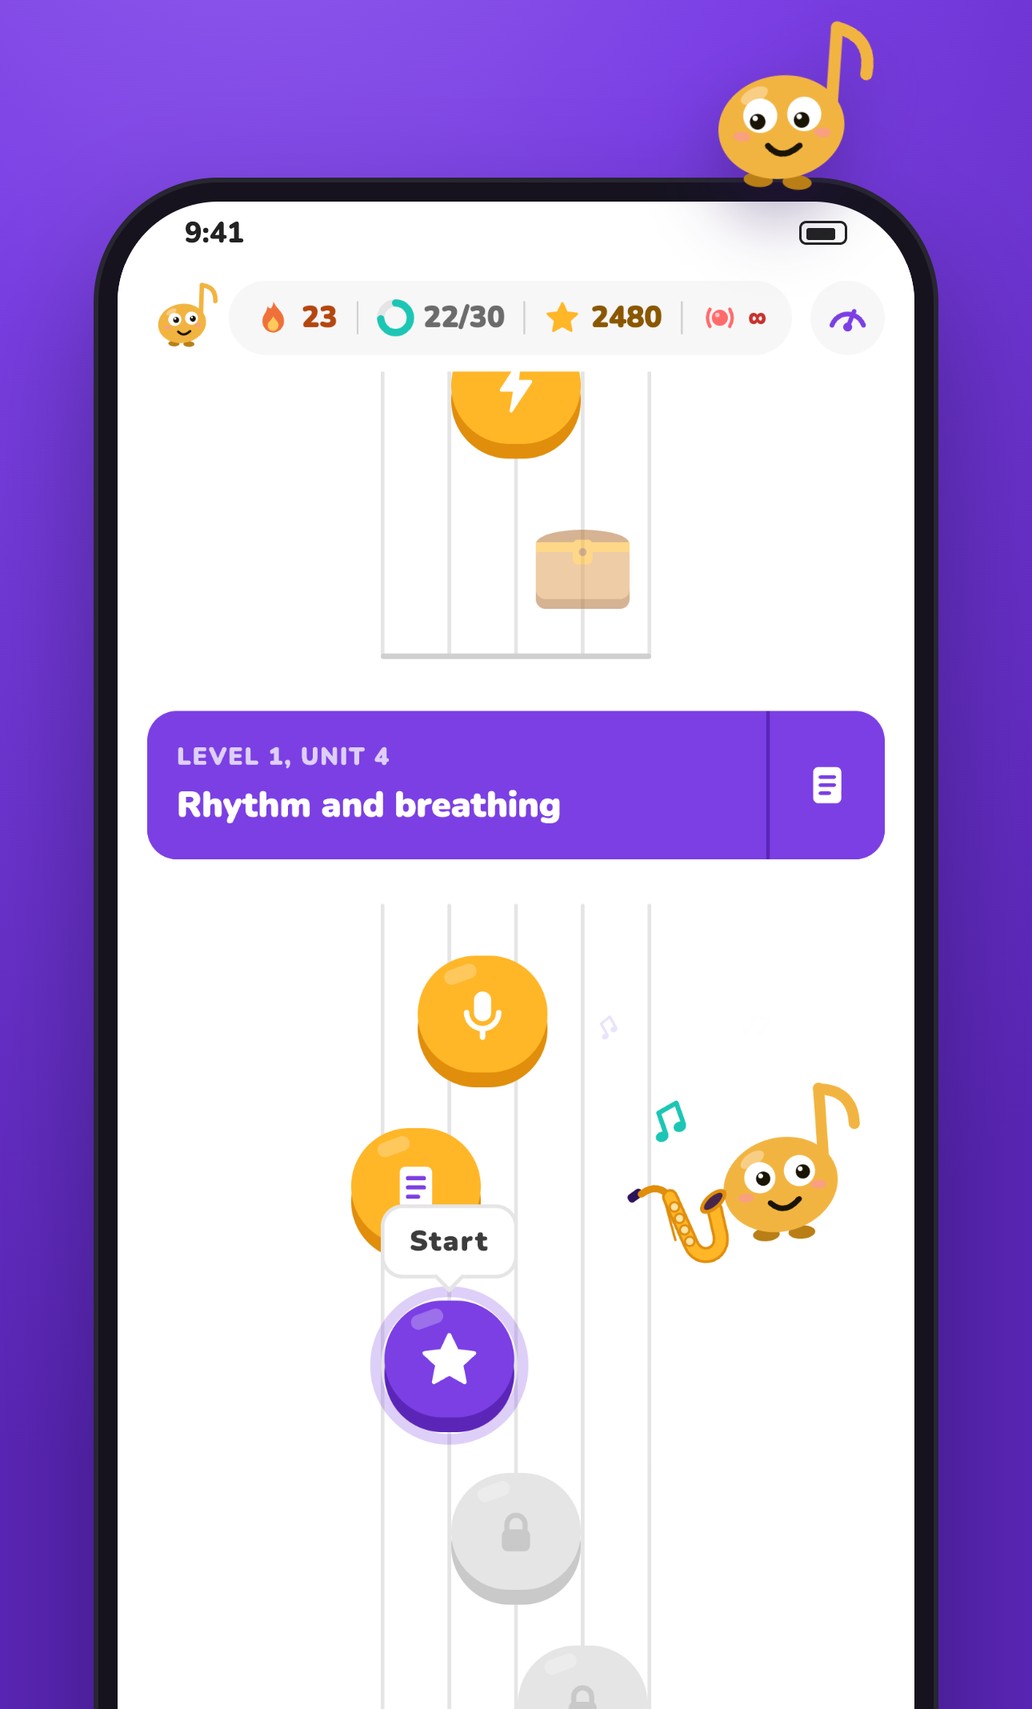 9:41
23
22/30
2480
∞
LEVEL 1, UNIT 4
Rhythm and breathing
Start